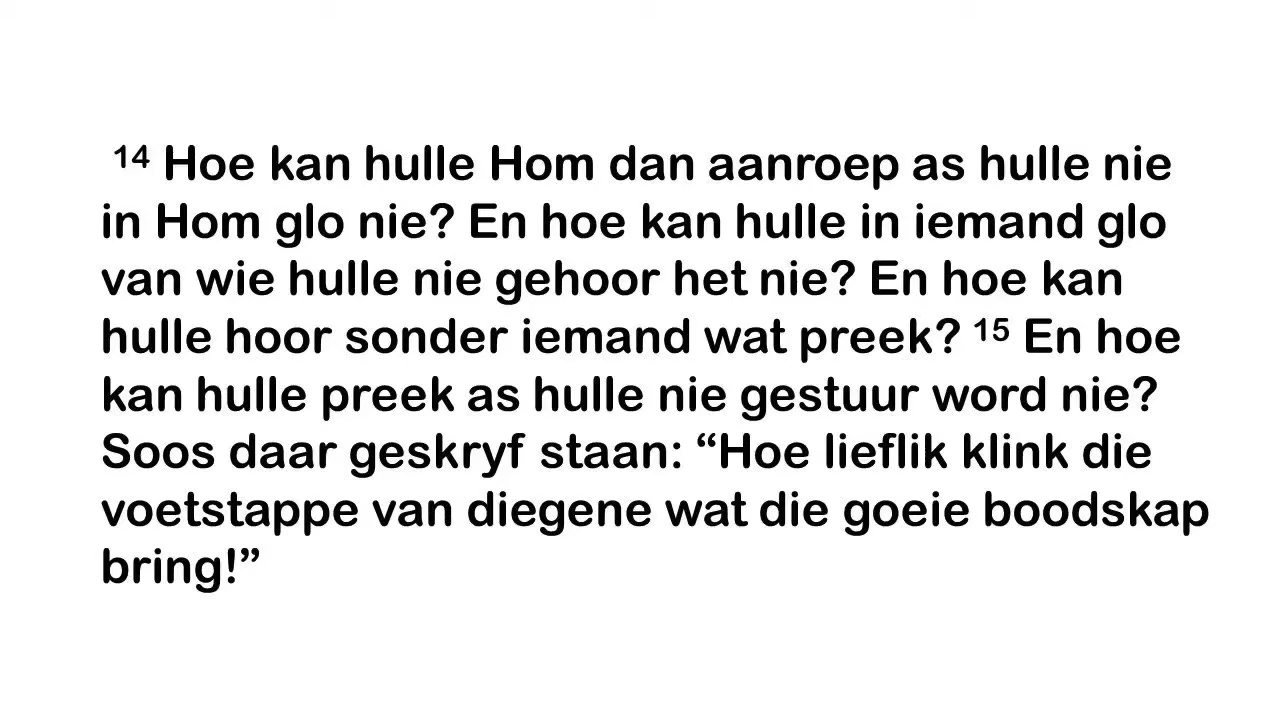 ¹⁴ Hoe kan hulle Hom dan aanroep as hulle nie
in Hom glo nie? En hoe kan hulle in iemand glo
van wie hulle nie gehoor het nie? En hoe kan
hulle hoor sonder iemand wat preek? ¹⁵ En hoe
kan hulle preek as hulle nie gestuur word nie?
Soos daar geskryf staan: “Hoe lieflik klink die
voetstappe van diegene wat die goeie boodskap
bring!”